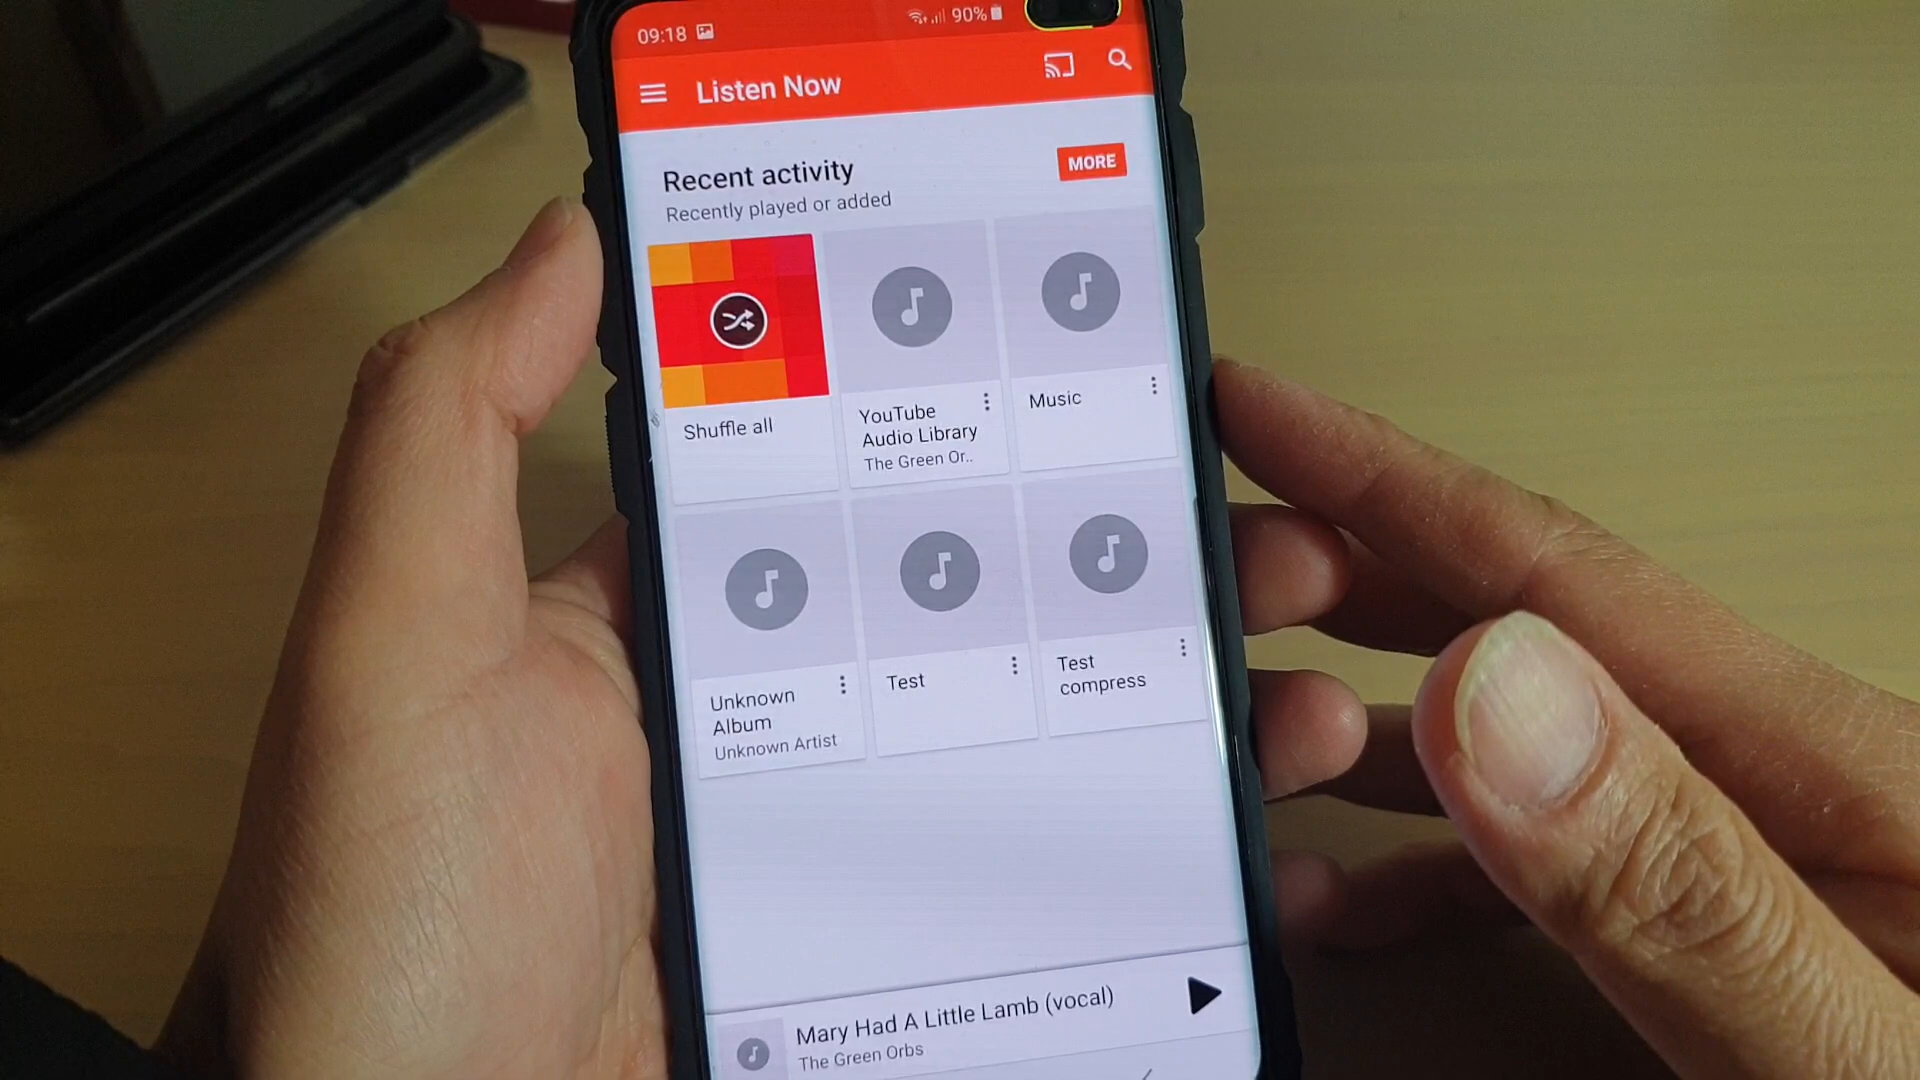 09:18
90%
Listen Now
Recent activity
MORE
Recently played or added
Shuffle all
YouTube
Audio Library
The Green Or..
Music
Unknown
Album
Unknown Artist
Test
Test
compress
Mary Had A Little Lamb (vocal)
The Green Orbs